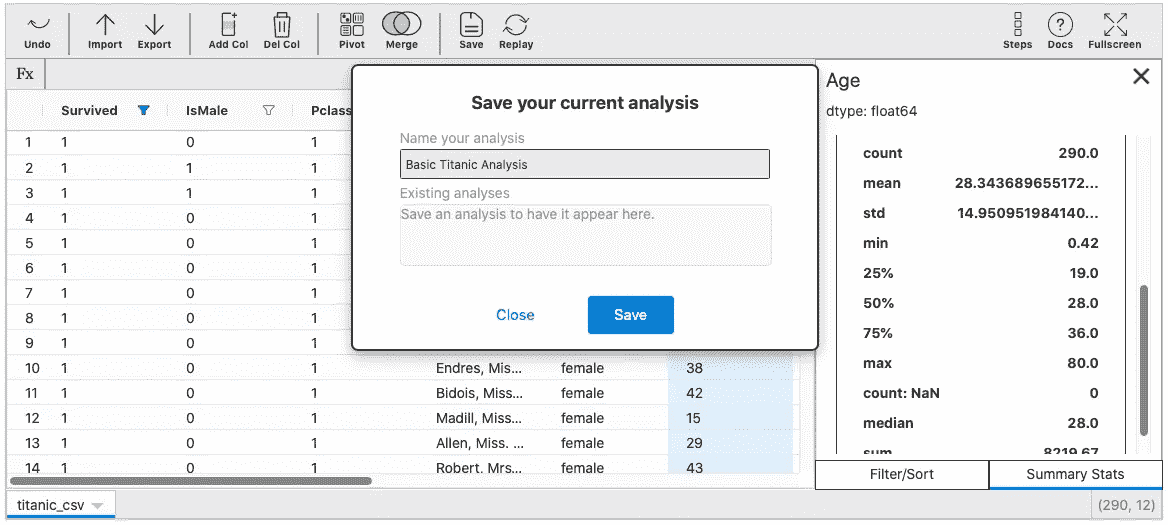 Undo Import Export Add Col Del Col Pivot Merge Save Replay Steps Docs Fullscreen
Fx
Survived IsMale Pclass
1 1 0 1
2 1 1 1
3 1 1 1
4 1 0 1
5 1 0 1
6 1 0 1
7 1 0 1
8 1 0 1
9 1 0 1
10 1 0 1 Endres, Mis... female 38
11 1 0 1 Bidois, Miss... female 42
12 1 0 1 Madill, Miss... female 15
13 1 0 1 Allen, Miss. ... female 29
14 1 0 1 Robert, Mrs... female 43
Save your current analysis
Name your analysis
Basic Titanic Analysis
Existing analyses
Save an analysis to have it appear here.
Close Save
Age
dtype: float64
count 290.0
mean 28.343689655172...
std 14.950951984140...
min 0.42
25% 19.0
50% 28.0
75% 36.0
max 80.0
count: NaN 0
median 28.0
sum 8219.67
Filter/Sort Summary Stats
titanic_csv (290, 12)